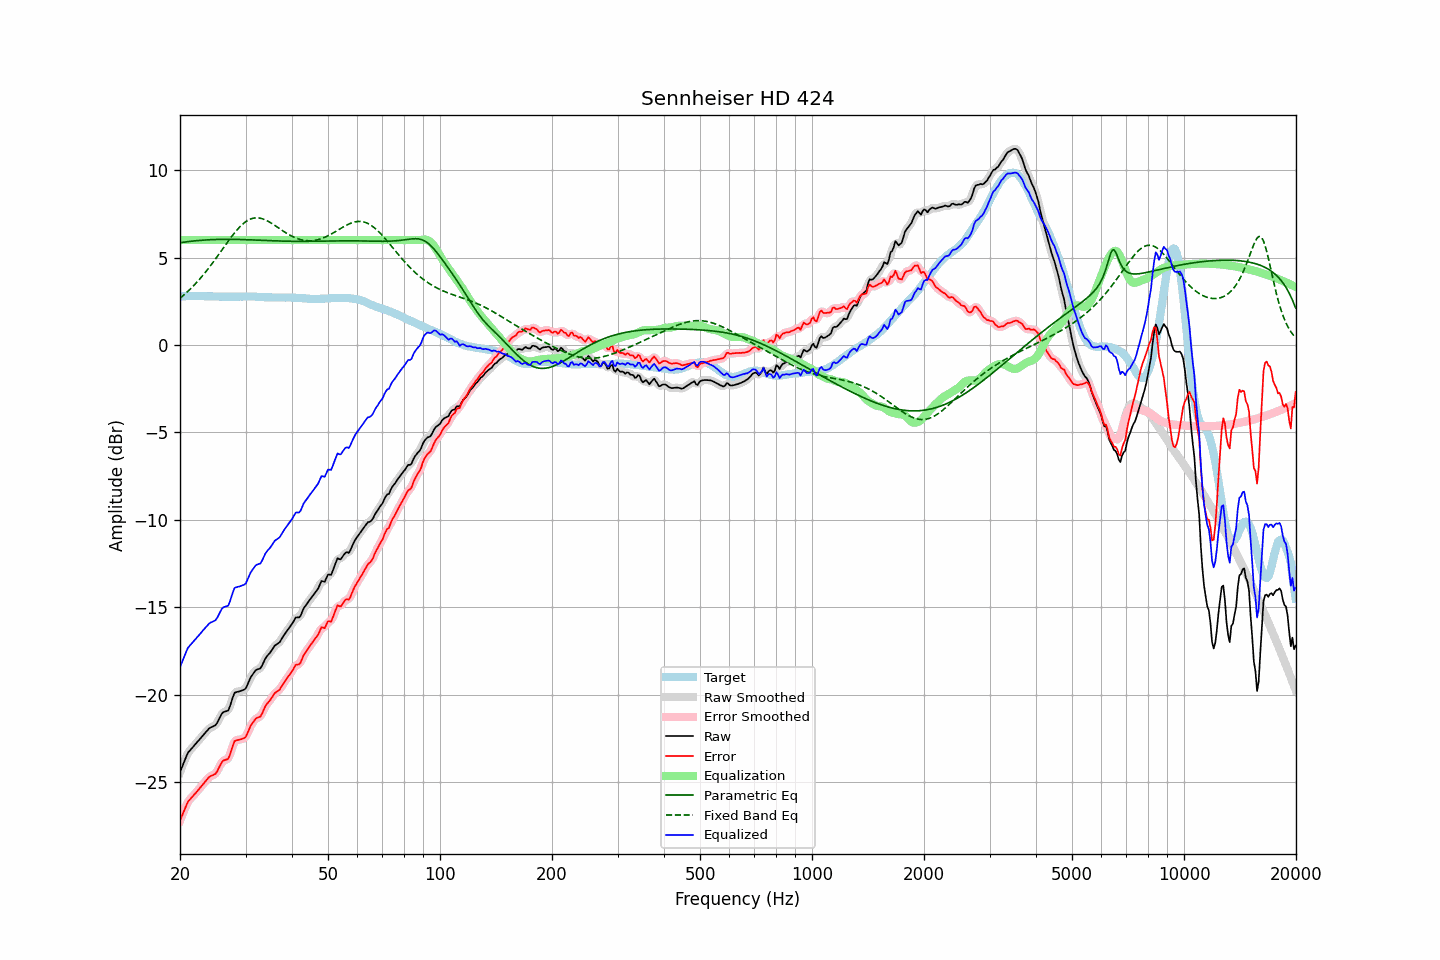 Sennheiser HD 424
Amplitude (dBr)
10
5
0
−5
−10
−15
−20
−25
Target
Raw Smoothed
Error Smoothed
Raw
Error
Equalization
Parametric Eq
Fixed Band Eq
Equalized
20 50 100 200 500 1000 2000 5000 10000 20000
Frequency (Hz)